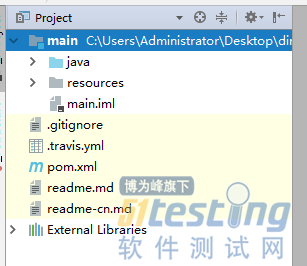 Project
main C:\Users\Administrator\Desktop\din
java
resources
main.iml
.gitignore
.travis.yml
pom.xml
readme.md
readme-cn.md
External Libraries
博为峰旗下
51testing
软件测试网